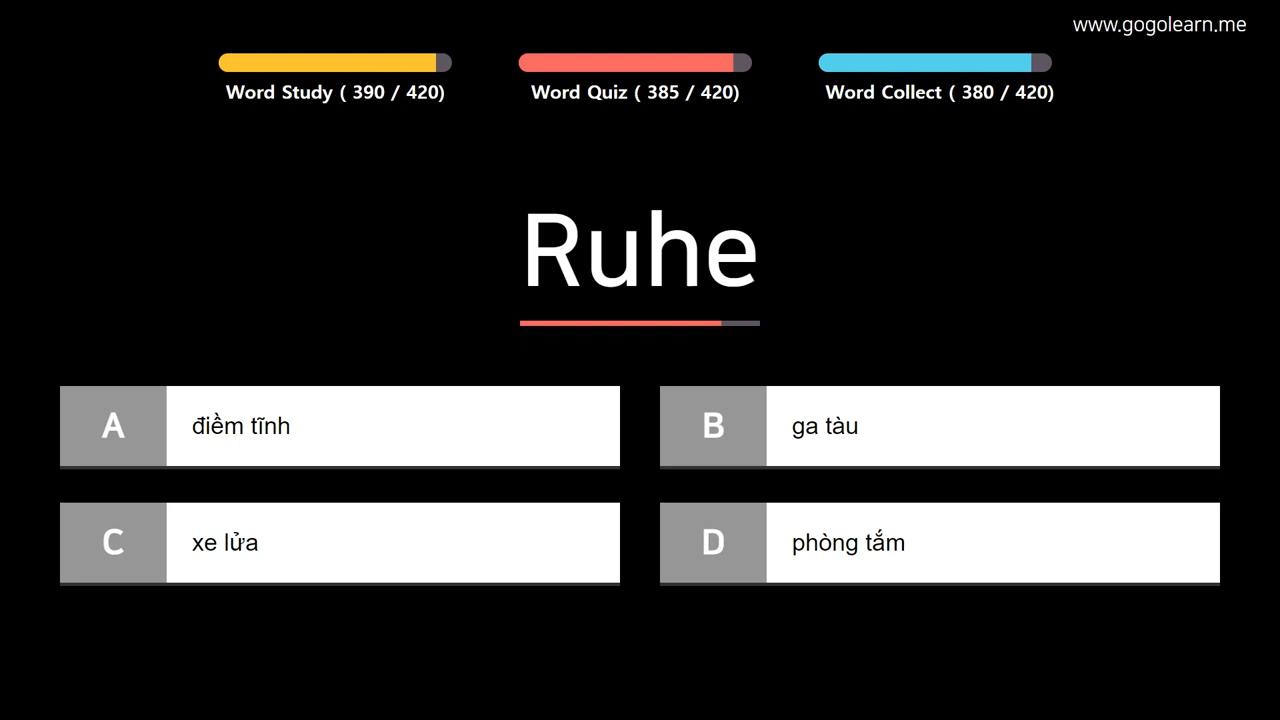 www.gogolearn.me
Word Study ( 390 / 420)
Word Quiz ( 385 / 420)
Word Collect ( 380 / 420)
Ruhe
A điềm tĩnh
B ga tàu
C xe lửa
D phòng tắm